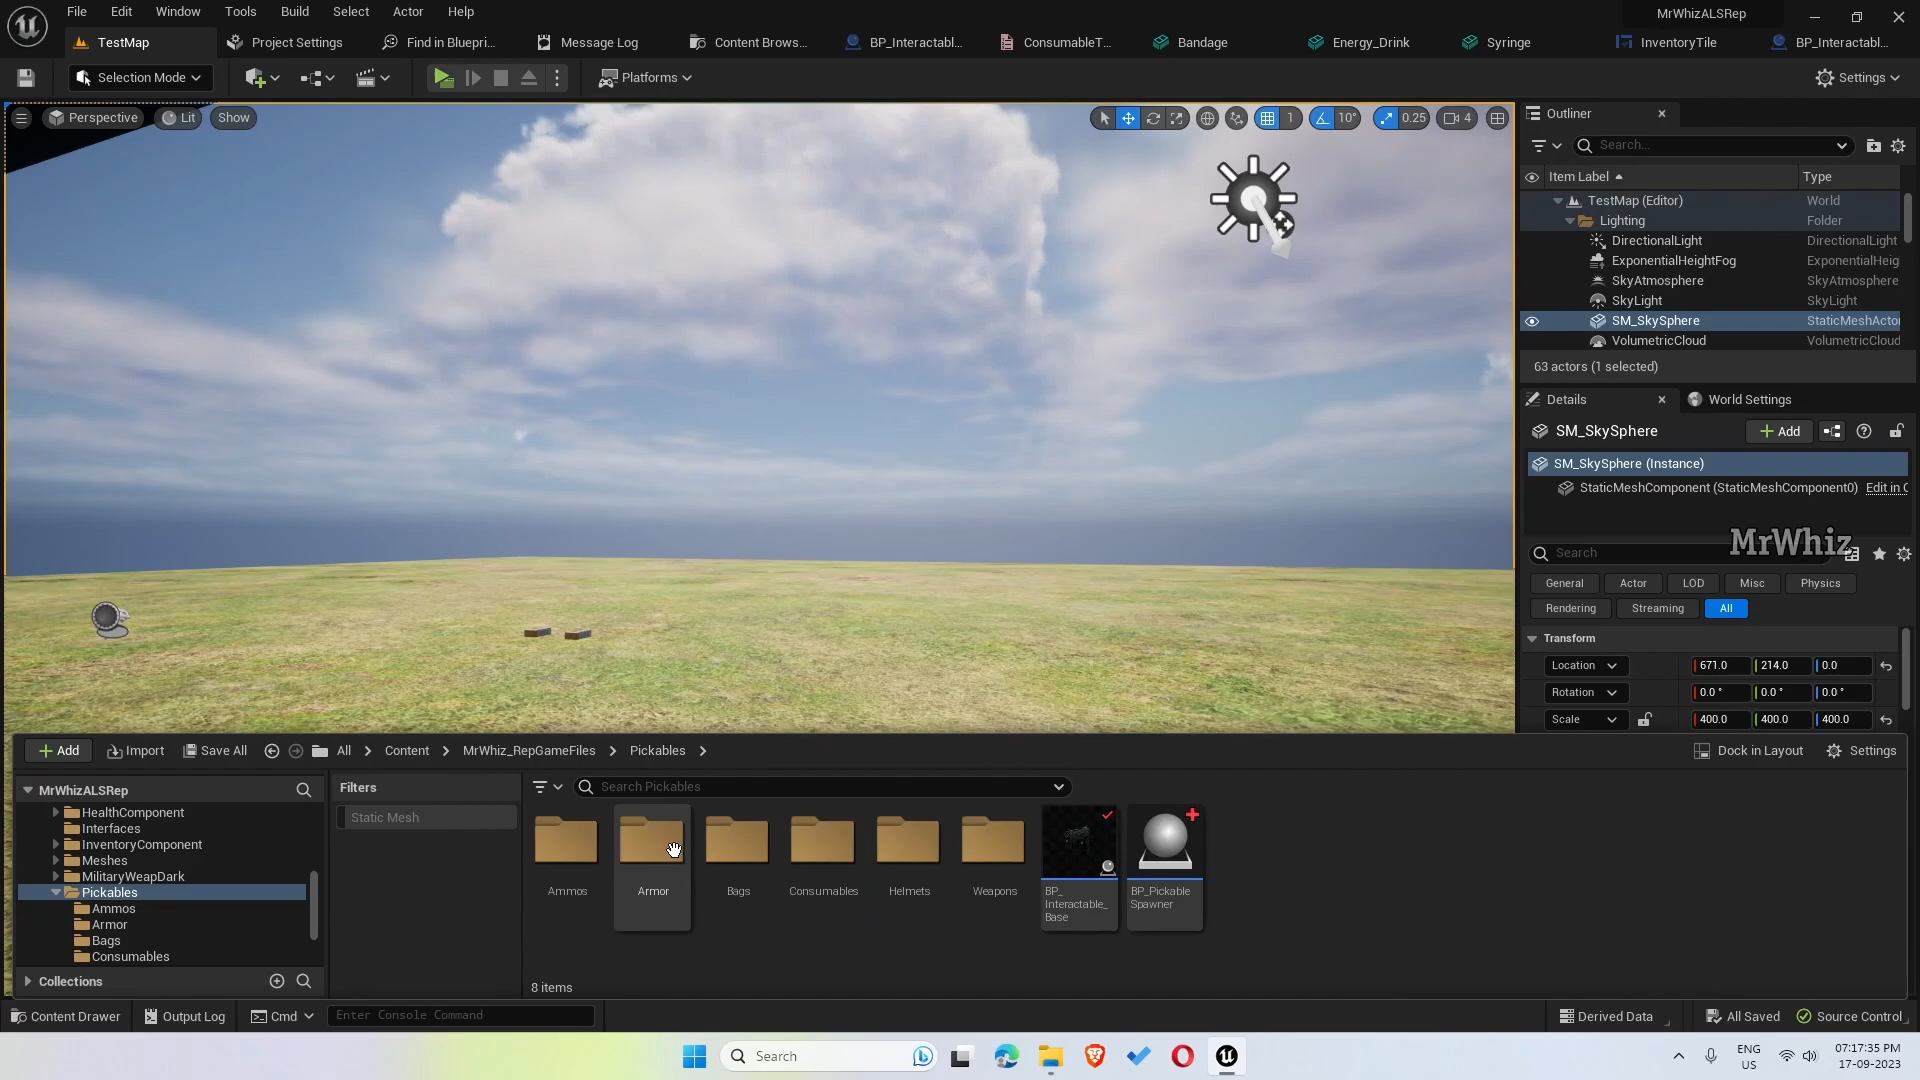 File Edit Window Tools Build Select Actor Help
MrWhizALSRep
TestMap Project Settings Find in Bluepri... Message Log Content Brows... BP_Interactabl... ConsumableT... Bandage Energy_Drink Syringe InventoryTile BP_Interactabl...
Selection Mode Platforms Settings
Perspective Lit Show 1 10° 0.25 4
Outliner
Search...
Item Label Type
TestMap (Editor) World
Lighting Folder
DirectionalLight DirectionalLight
ExponentialHeightFog ExponentialHeig
SkyAtmosphere SkyAtmosphere
SkyLight SkyLight
SM_SkySphere StaticMeshActo
VolumetricCloud VolumetricCloud
63 actors (1 selected)
Details World Settings
SM_SkySphere Add
SM_SkySphere (Instance)
StaticMeshComponent (StaticMeshComponent0) Edit in C
MrWhiz
Search
General Actor LOD Misc Physics
Rendering Streaming All
Transform
Location 671.0 214.0 0.0
Rotation 0.0° 0.0° 0.0°
Scale 400.0 400.0 400.0
Add Import Save All All Content MrWhiz_RepGameFiles Pickables Dock in Layout Settings
MrWhizALSRep
HealthComponent
Interfaces
InventoryComponent
Meshes
MilitaryWeapDark
Pickables
Ammos
Armor
Bags
Consumables
Collections
Filters
Static Mesh
Search Pickables
Ammos Armor Bags Consumables Helmets Weapons
BP_
Interactable_
Base
BP_Pickable
Spawner
8 items
Content Drawer Output Log Cmd Enter Console Command Derived Data All Saved Source Control
Search
ENG
US
07:17:35 PM
17-09-2023